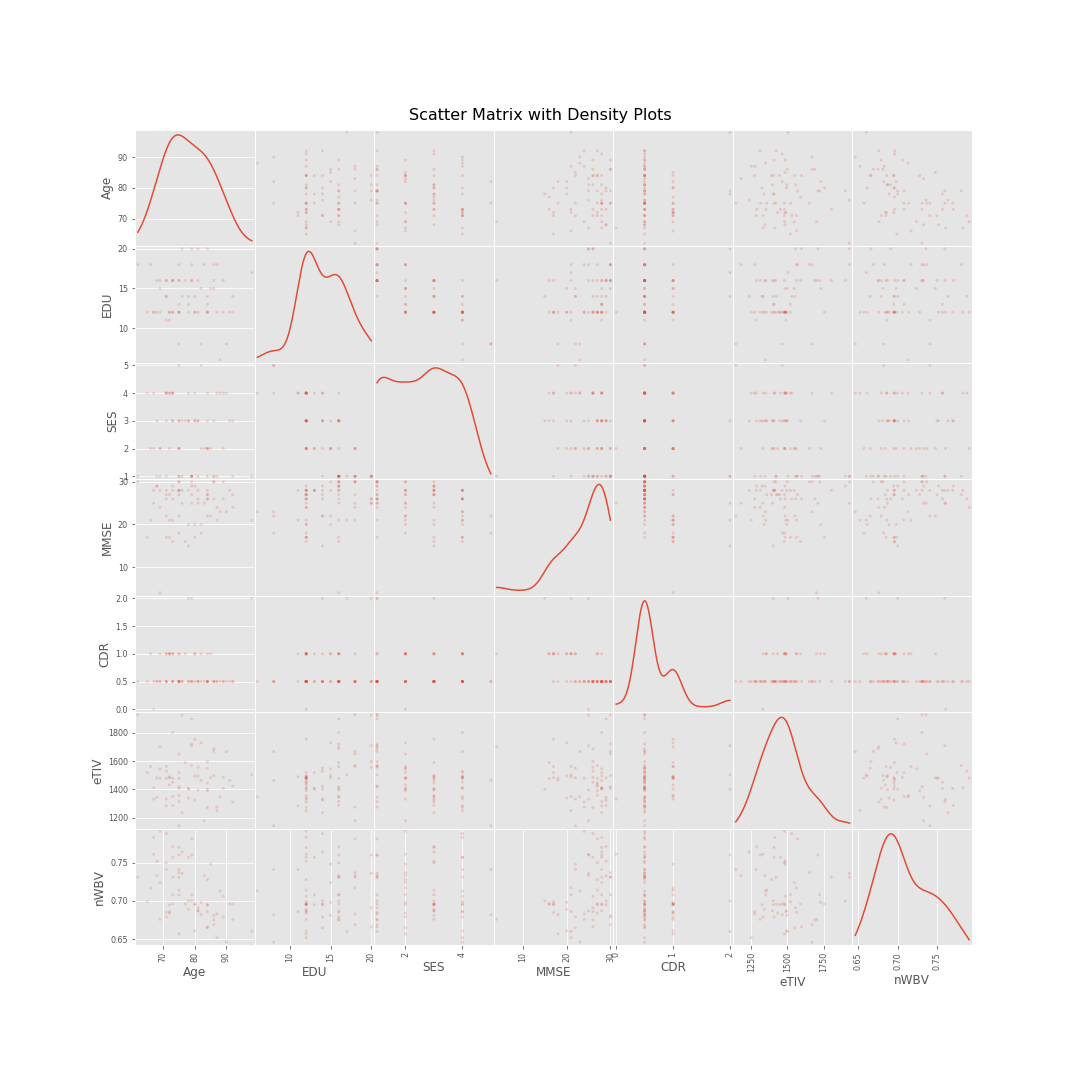 Scatter Matrix with Density Plots
Age
90
80
70
EDU
20
15
10
SES
5
4
3
2
1
MMSE
30
20
10
CDR
2.0
1.5
1.0
0.5
0.0
eTIV
1800
1600
1400
1200
nWBV
0.75
0.70
0.65
70 80 90 10 15 20 2 4 10 20 30 0 1 2 1250 1500 1750 0.65 0.70 0.75
Age EDU SES MMSE CDR eTIV nWBV